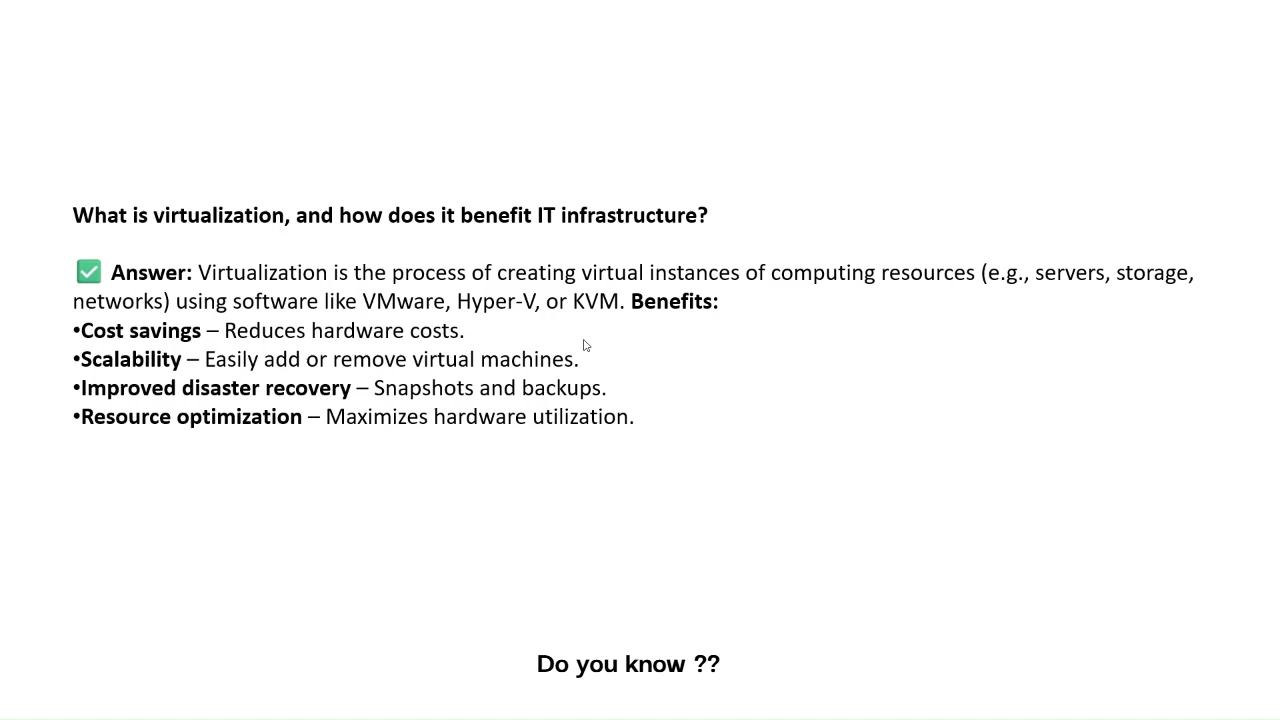 What is virtualization, and how does it benefit IT infrastructure?
✅ Answer: Virtualization is the process of creating virtual instances of computing resources (e.g., servers, storage,
networks) using software like VMware, Hyper-V, or KVM. Benefits:
•Cost savings – Reduces hardware costs.
•Scalability – Easily add or remove virtual machines.
•Improved disaster recovery – Snapshots and backups.
•Resource optimization – Maximizes hardware utilization.
Do you know ??